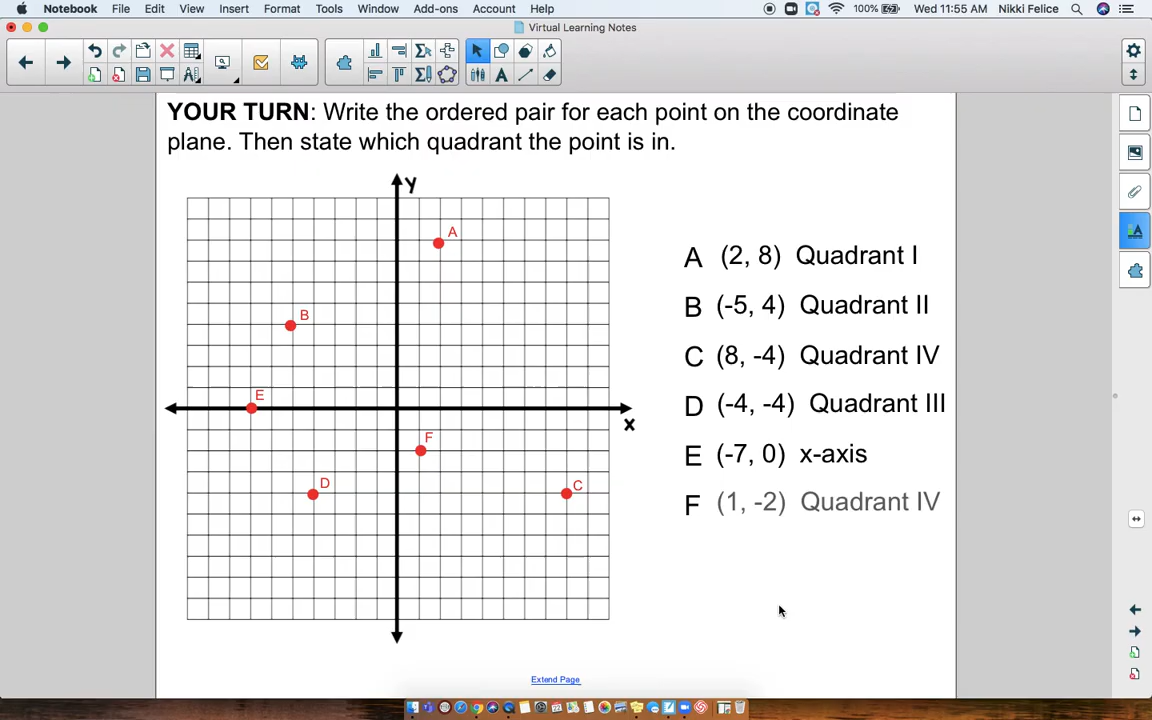 Notebook File Edit View Insert Format Tools Window Add-ons Account Help 100% Wed 11:55 AM Nikki Felice
Virtual Learning Notes
YOUR TURN: Write the ordered pair for each point on the coordinate
plane. Then state which quadrant the point is in.
y
A
B
E
x
F
D
C
A (2, 8) Quadrant I
B (-5, 4) Quadrant II
C (8, -4) Quadrant IV
D (-4, -4) Quadrant III
E (-7, 0) x-axis
F (1, -2) Quadrant IV
Extend Page